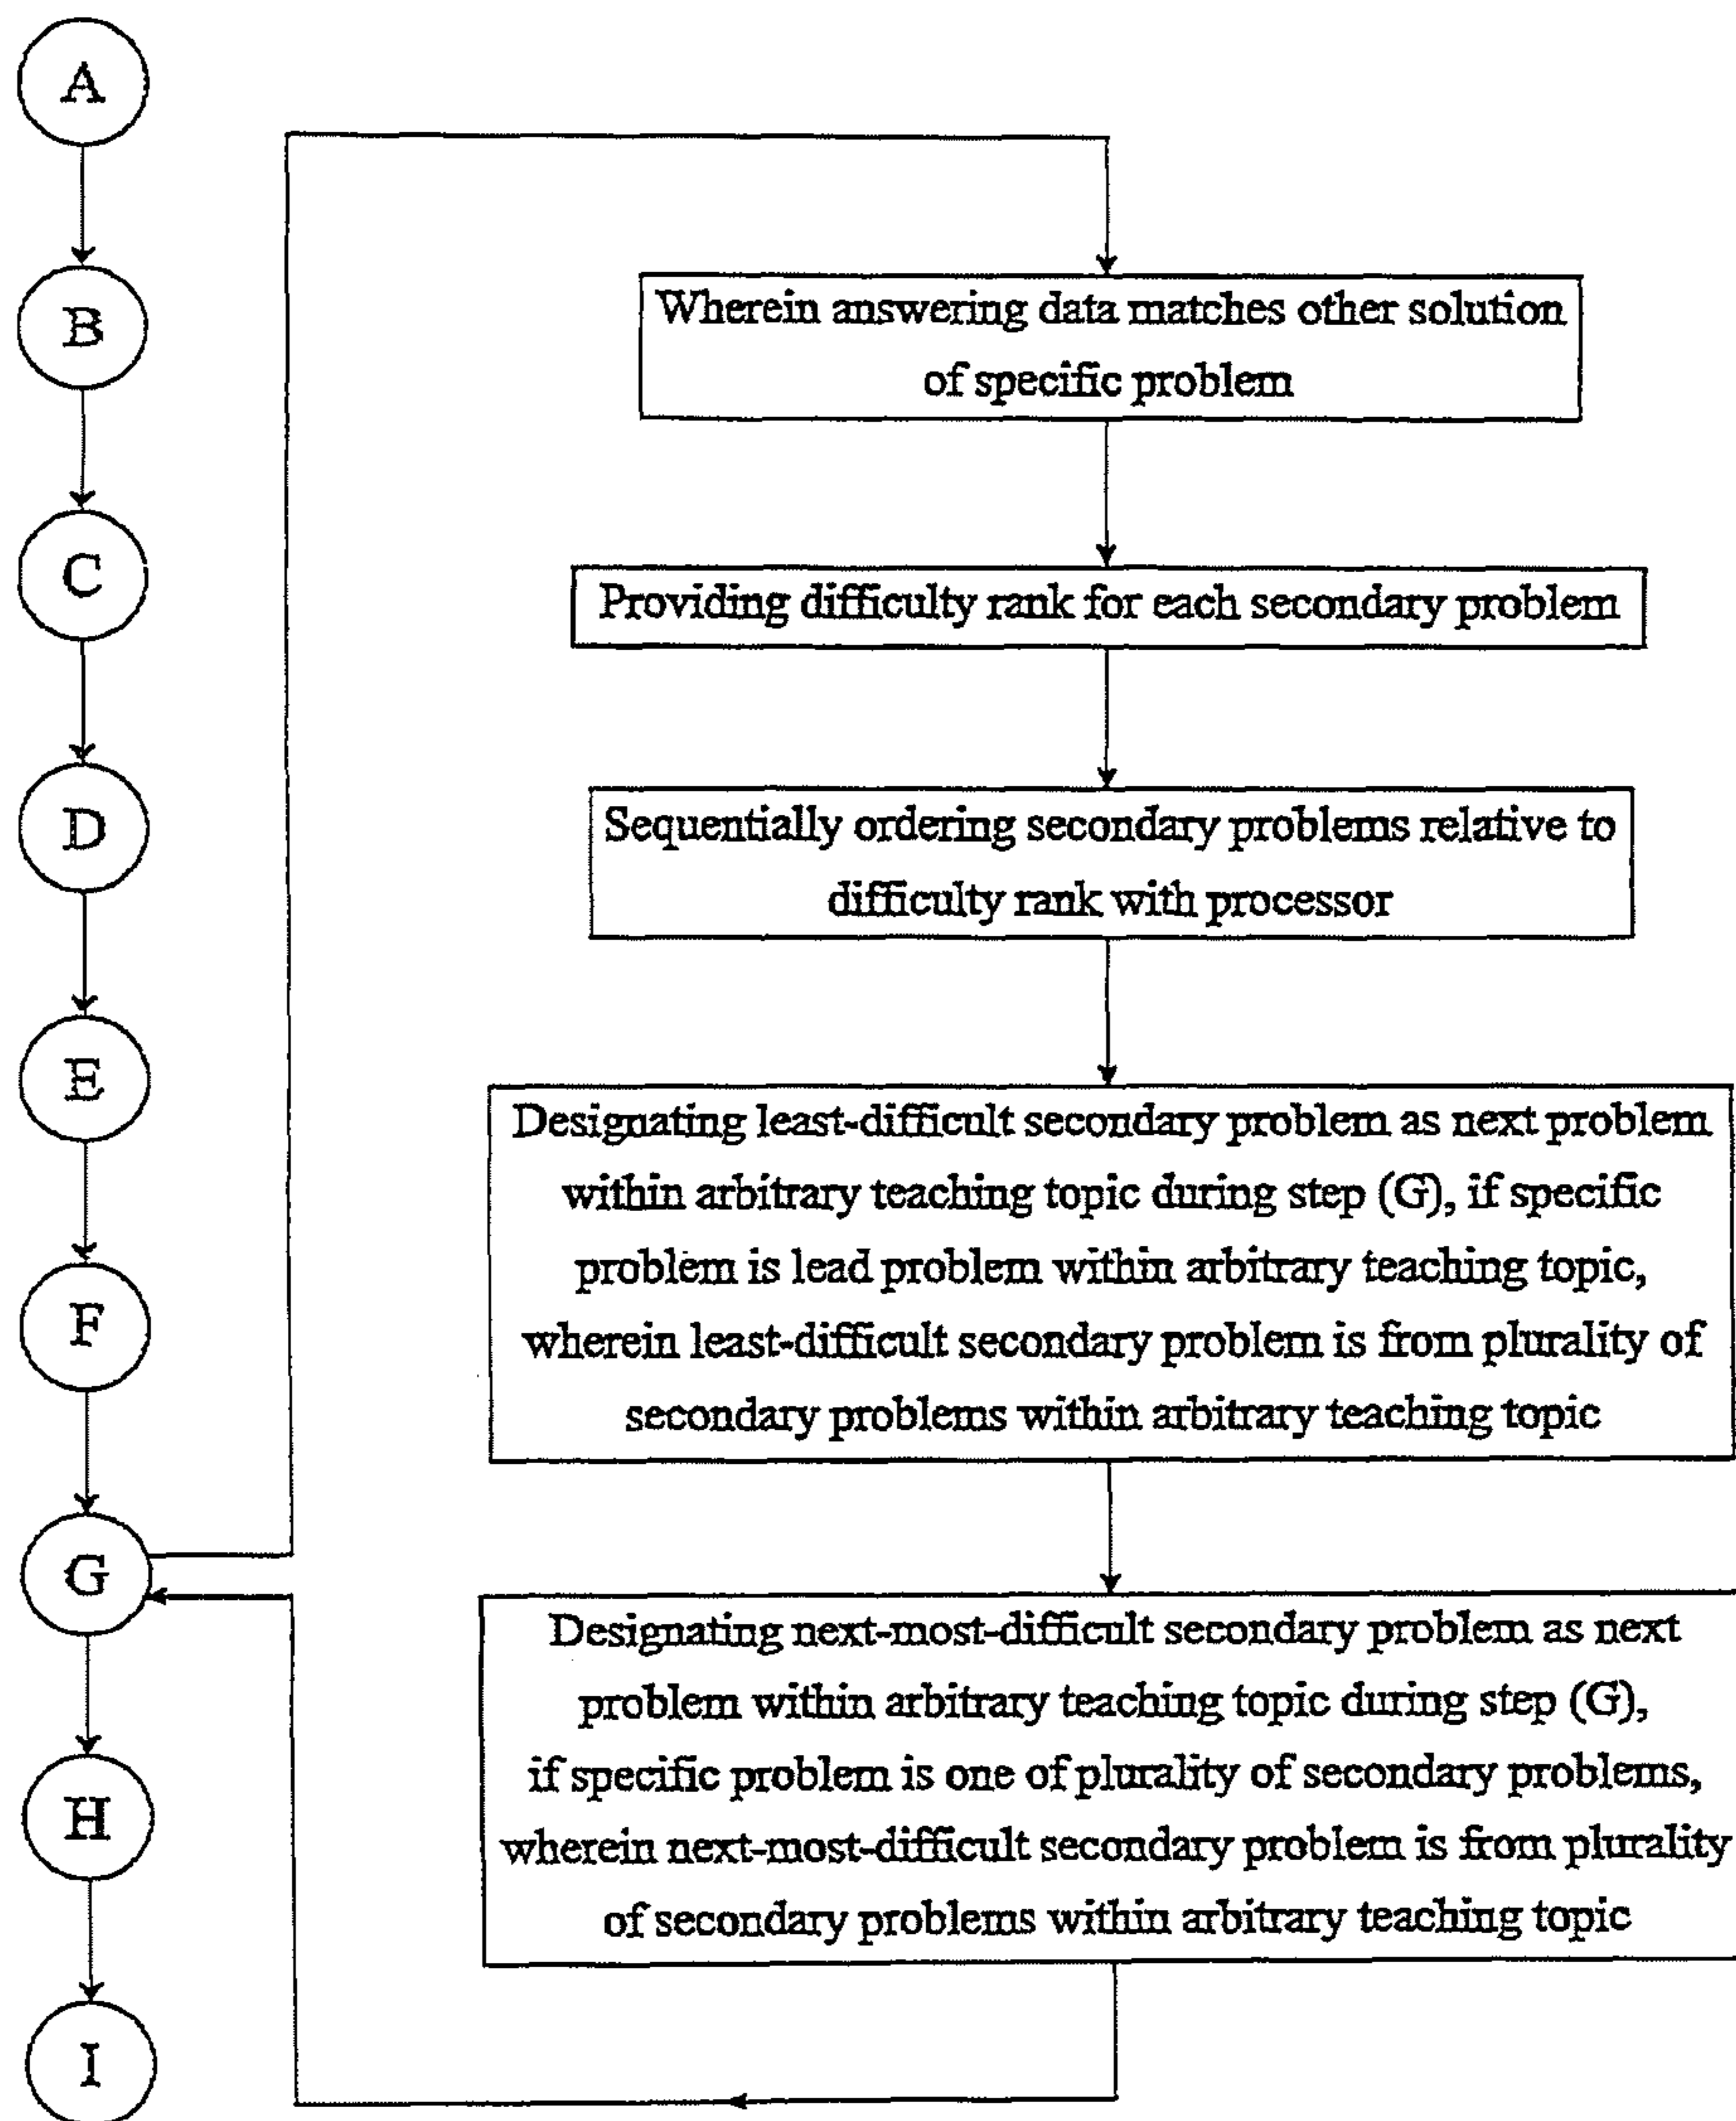 A
B
C
D
E
F
G
H
I
Wherein answering data matches other solution
of specific problem
Providing difficulty rank for each secondary problem
Sequentially ordering secondary problems relative to
difficulty rank with processor
Designating least-difficult secondary problem as next problem
within arbitrary teaching topic during step (G), if specific
problem is lead problem within arbitrary teaching topic,
wherein least-difficult secondary problem is from plurality of
secondary problems within arbitrary teaching topic
Designating next-most-difficult secondary problem as next
problem within arbitrary teaching topic during step (G),
if specific problem is one of plurality of secondary problems,
wherein next-most-difficult secondary problem is from plurality
of secondary problems within arbitrary teaching topic